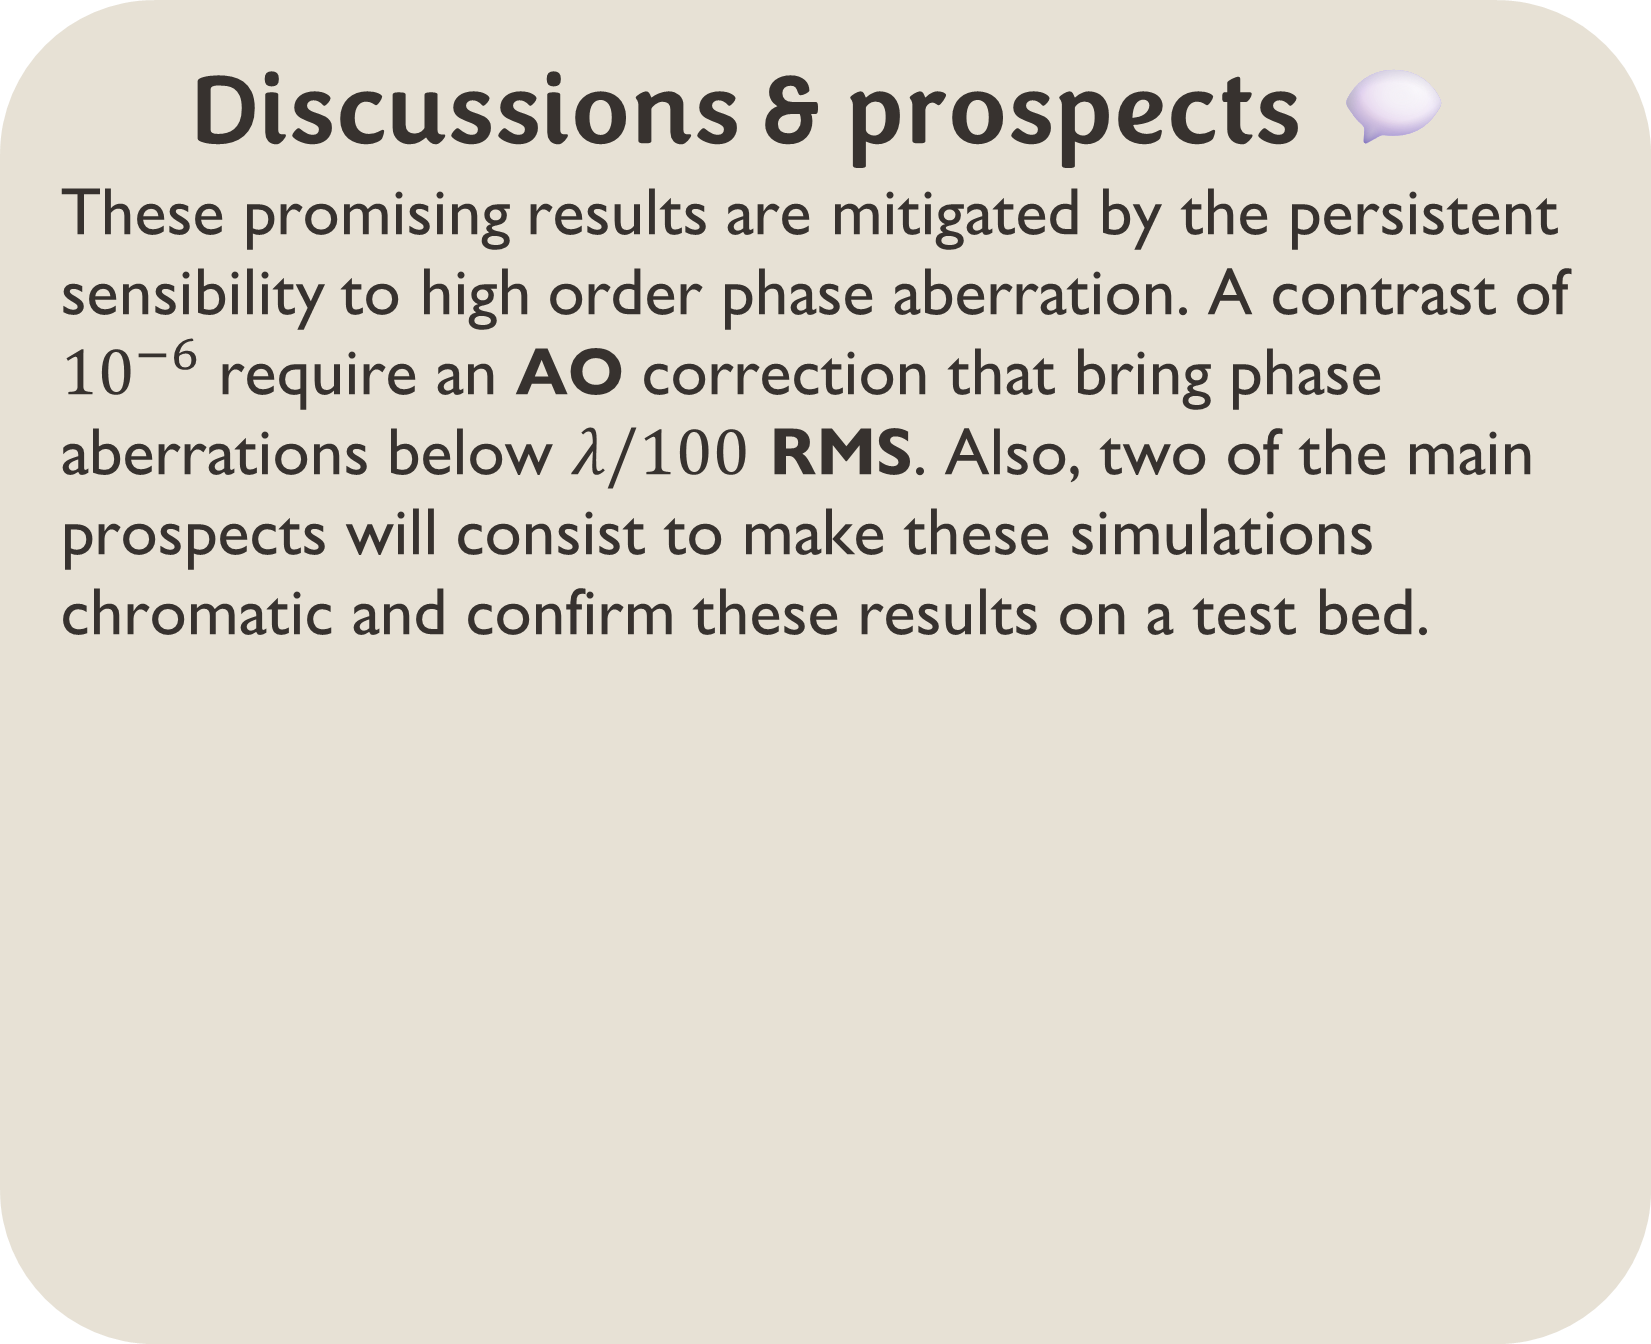 Discussions & prospects 💬
These promising results are mitigated by the persistent
sensibility to high order phase aberration. A contrast of
10⁻⁶ require an AO correction that bring phase
aberrations below λ/100 RMS. Also, two of the main
prospects will consist to make these simulations
chromatic and confirm these results on a test bed.